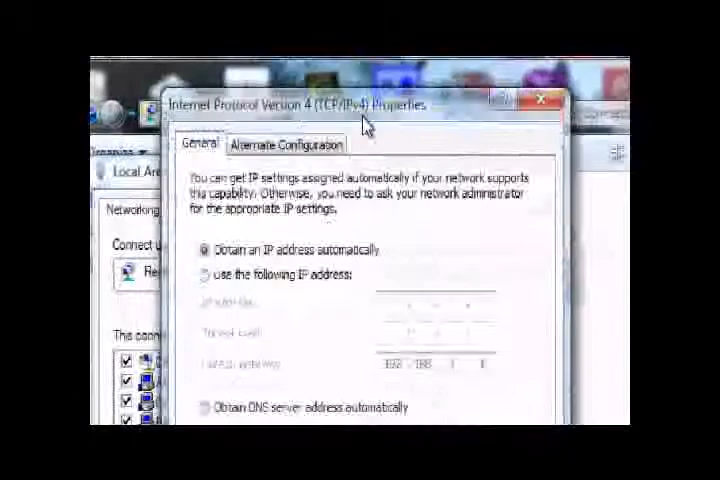 Internet Protocol Version 4 (TCP/IPv4) Properties
General
Alternate Configuration
Local Are
Networking
Connect u
You can get IP settings assigned automatically if your network supports
this capability. Otherwise, you need to ask your network administrator
for the appropriate IP settings.
Obtain an IP address automatically
Use the following IP address:
This conne
Obtain DNS server address automatically